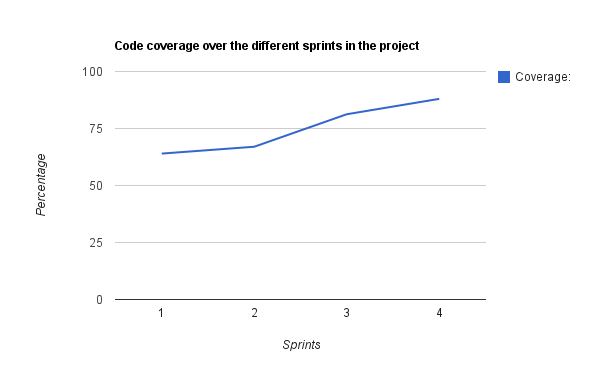 Code coverage over the different sprints in the project
100
Coverage:
75
50
25
0
Percentage
1 2 3 4
Sprints